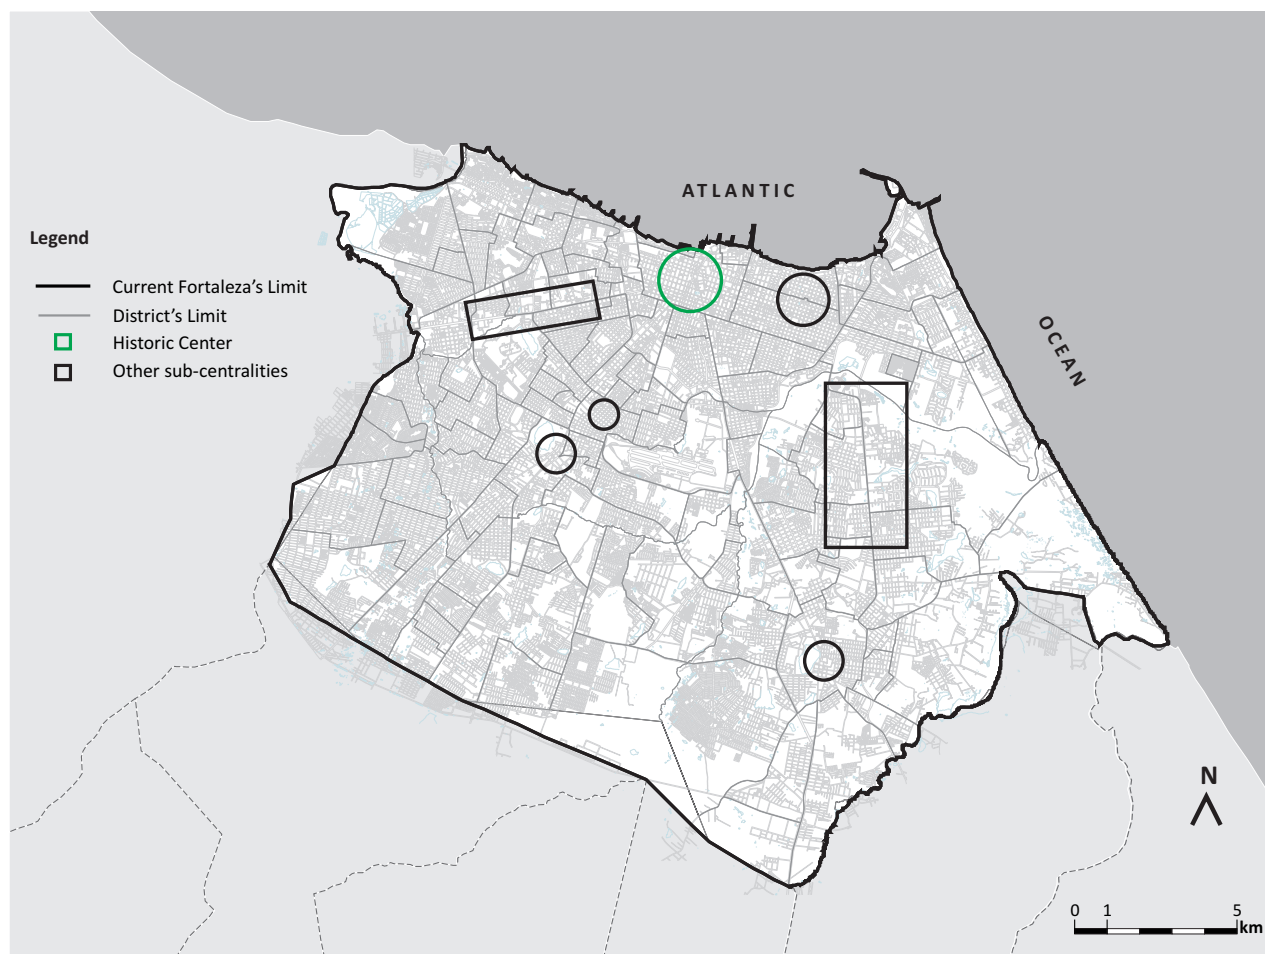 ATLANTIC
OCEAN
Legend
Current Fortaleza's Limit
District's Limit
Historic Center
Other sub-centralities
N
0 1 5
km